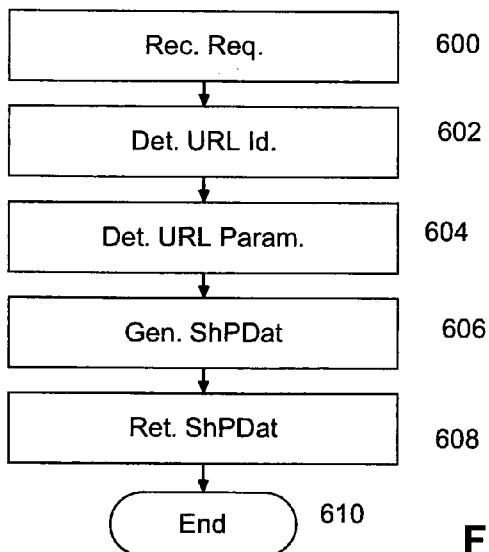 Rec. Req. 600
Det. URL Id. 602
Det. URL Param. 604
Gen. ShPDat 606
Ret. ShPDat 608
End 610
F